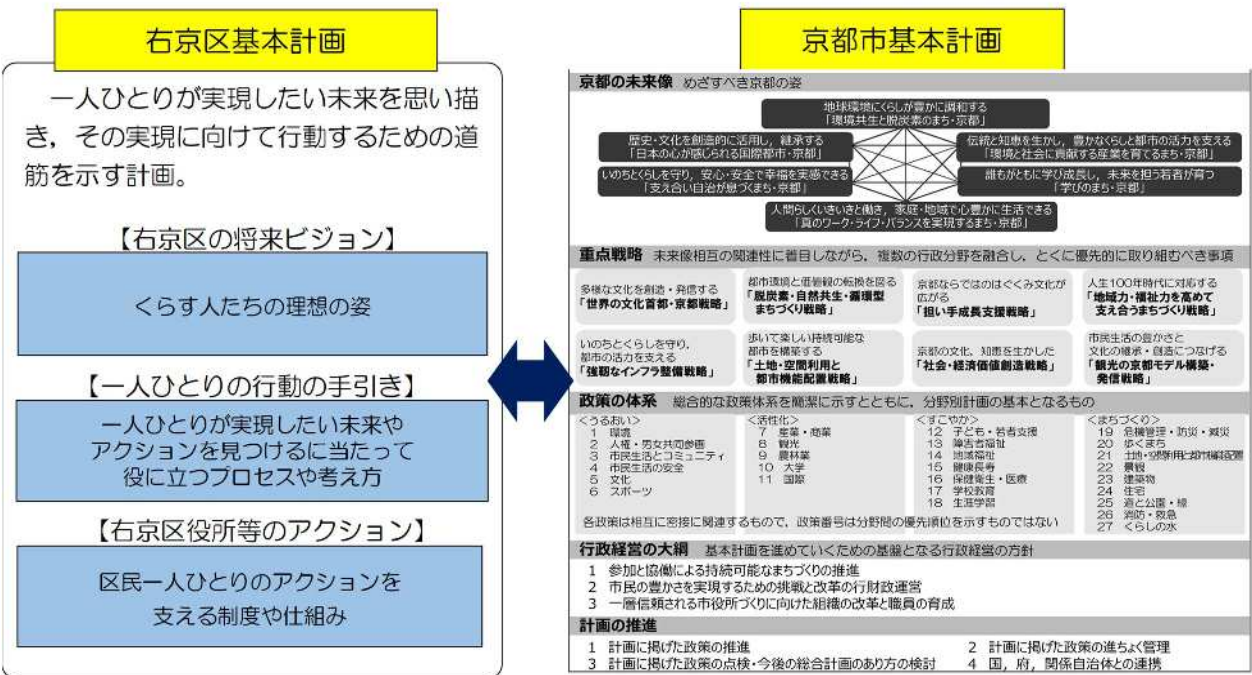 右京区基本計画
一人ひとりが実現したい未来を思い描
き，その実現に向けて行動するための道
筋を示す計画。
【右京区の将来ビジョン】
くらす人たちの理想の姿
【一人ひとりの行動の手引き】
一人ひとりが実現したい未来や
アクションを見つけるに当たって
役に立つプロセスや考え方
【右京区役所等のアクション】
区民一人ひとりのアクションを
支える制度や仕組み
京都市基本計画
京都の未来像 めざすべき京都の姿
地球環境にくらしが豊かに調和する
「環境共生と脱炭素のまち・京都」
歴史・文化を創造的に活用し，継承する
「日本の心が感じられる国際都市・京都」
伝統と知恵を生かし，豊かなくらしと都市の活力を支える
「環境と社会に貢献する産業を育てるまち・京都」
いのちとくらしを守り，安心・安全で幸福を実感できる
「支え合い自治が息づくまち・京都」
誰もがともに学び成長し，未来を担う若者が育つ
「学びのまち・京都」
人間らしくいきいきと働き，家庭・地域で心豊かに生活できる
「真のワーク・ライフ・バランスを実現するまち・京都」
重点戦略 未来像相互の関連性に着目しながら，複数の行政分野を融合し，とくに優先的に取り組むべき事項
多様な文化を創造・発信する
「世界の文化首都・京都戦略」
都市環境と価値観の転換を図る
「脱炭素・自然共生・循環型
まちづくり戦略」
京都ならではのはぐくみ文化が
広がる
「担い手成長支援戦略」
人生100年時代に対応する
「地域力・福祉力を高めて
支え合うまちづくり戦略」
いのちとくらしを守り，
都市の活力を支える
「強靭なインフラ整備戦略」
歩いて楽しい持続可能な
都市を構築する
「土地・空間利用と
都市機能配置戦略」
京都の文化，知恵を生かした
「社会・経済価値創造戦略」
市民生活の豊かさと
文化の継承・創造につなげる
「観光の京都モデル構築・
発信戦略」
政策の体系 総合的な政策体系を簡潔に示すとともに，分野別計画の基本となるもの
＜うるおい＞
1 環境
2 人権・男女共同参画
3 市民生活とコミュニティ
4 市民生活の安全
5 文化
6 スポーツ
＜活性化＞
7 産業・商業
8 観光
9 農林業
10 大学
11 国際
＜すこやか＞
12 子ども・若者支援
13 障害者福祉
14 地域福祉
15 健康長寿
16 保健衛生・医療
17 学校教育
18 生涯学習
＜まちづくり＞
19 危機管理・防災・減災
20 歩くまち
21 土地・空間利用と都市機能配置
22 景観
23 建築物
24 住宅
25 道と公園・緑
26 消防・救急
27 くらしの水
各政策は相互に密接に関連するもので，政策番号は分野間の優先順位を示すものではない
行政経営の大綱 基本計画を進めていくための基盤となる行政経営の方針
1 参加と協働による持続可能なまちづくりの推進
2 市民の豊かさを実現するための挑戦と改革の行財政運営
3 一層信頼される市役所づくりに向けた組織の改革と職員の育成
計画の推進
1 計画に掲げた政策の推進
2 計画に掲げた政策の進ちょく管理
3 計画に掲げた政策の点検・今後の総合計画のあり方の検討
4 国，府，関係自治体との連携